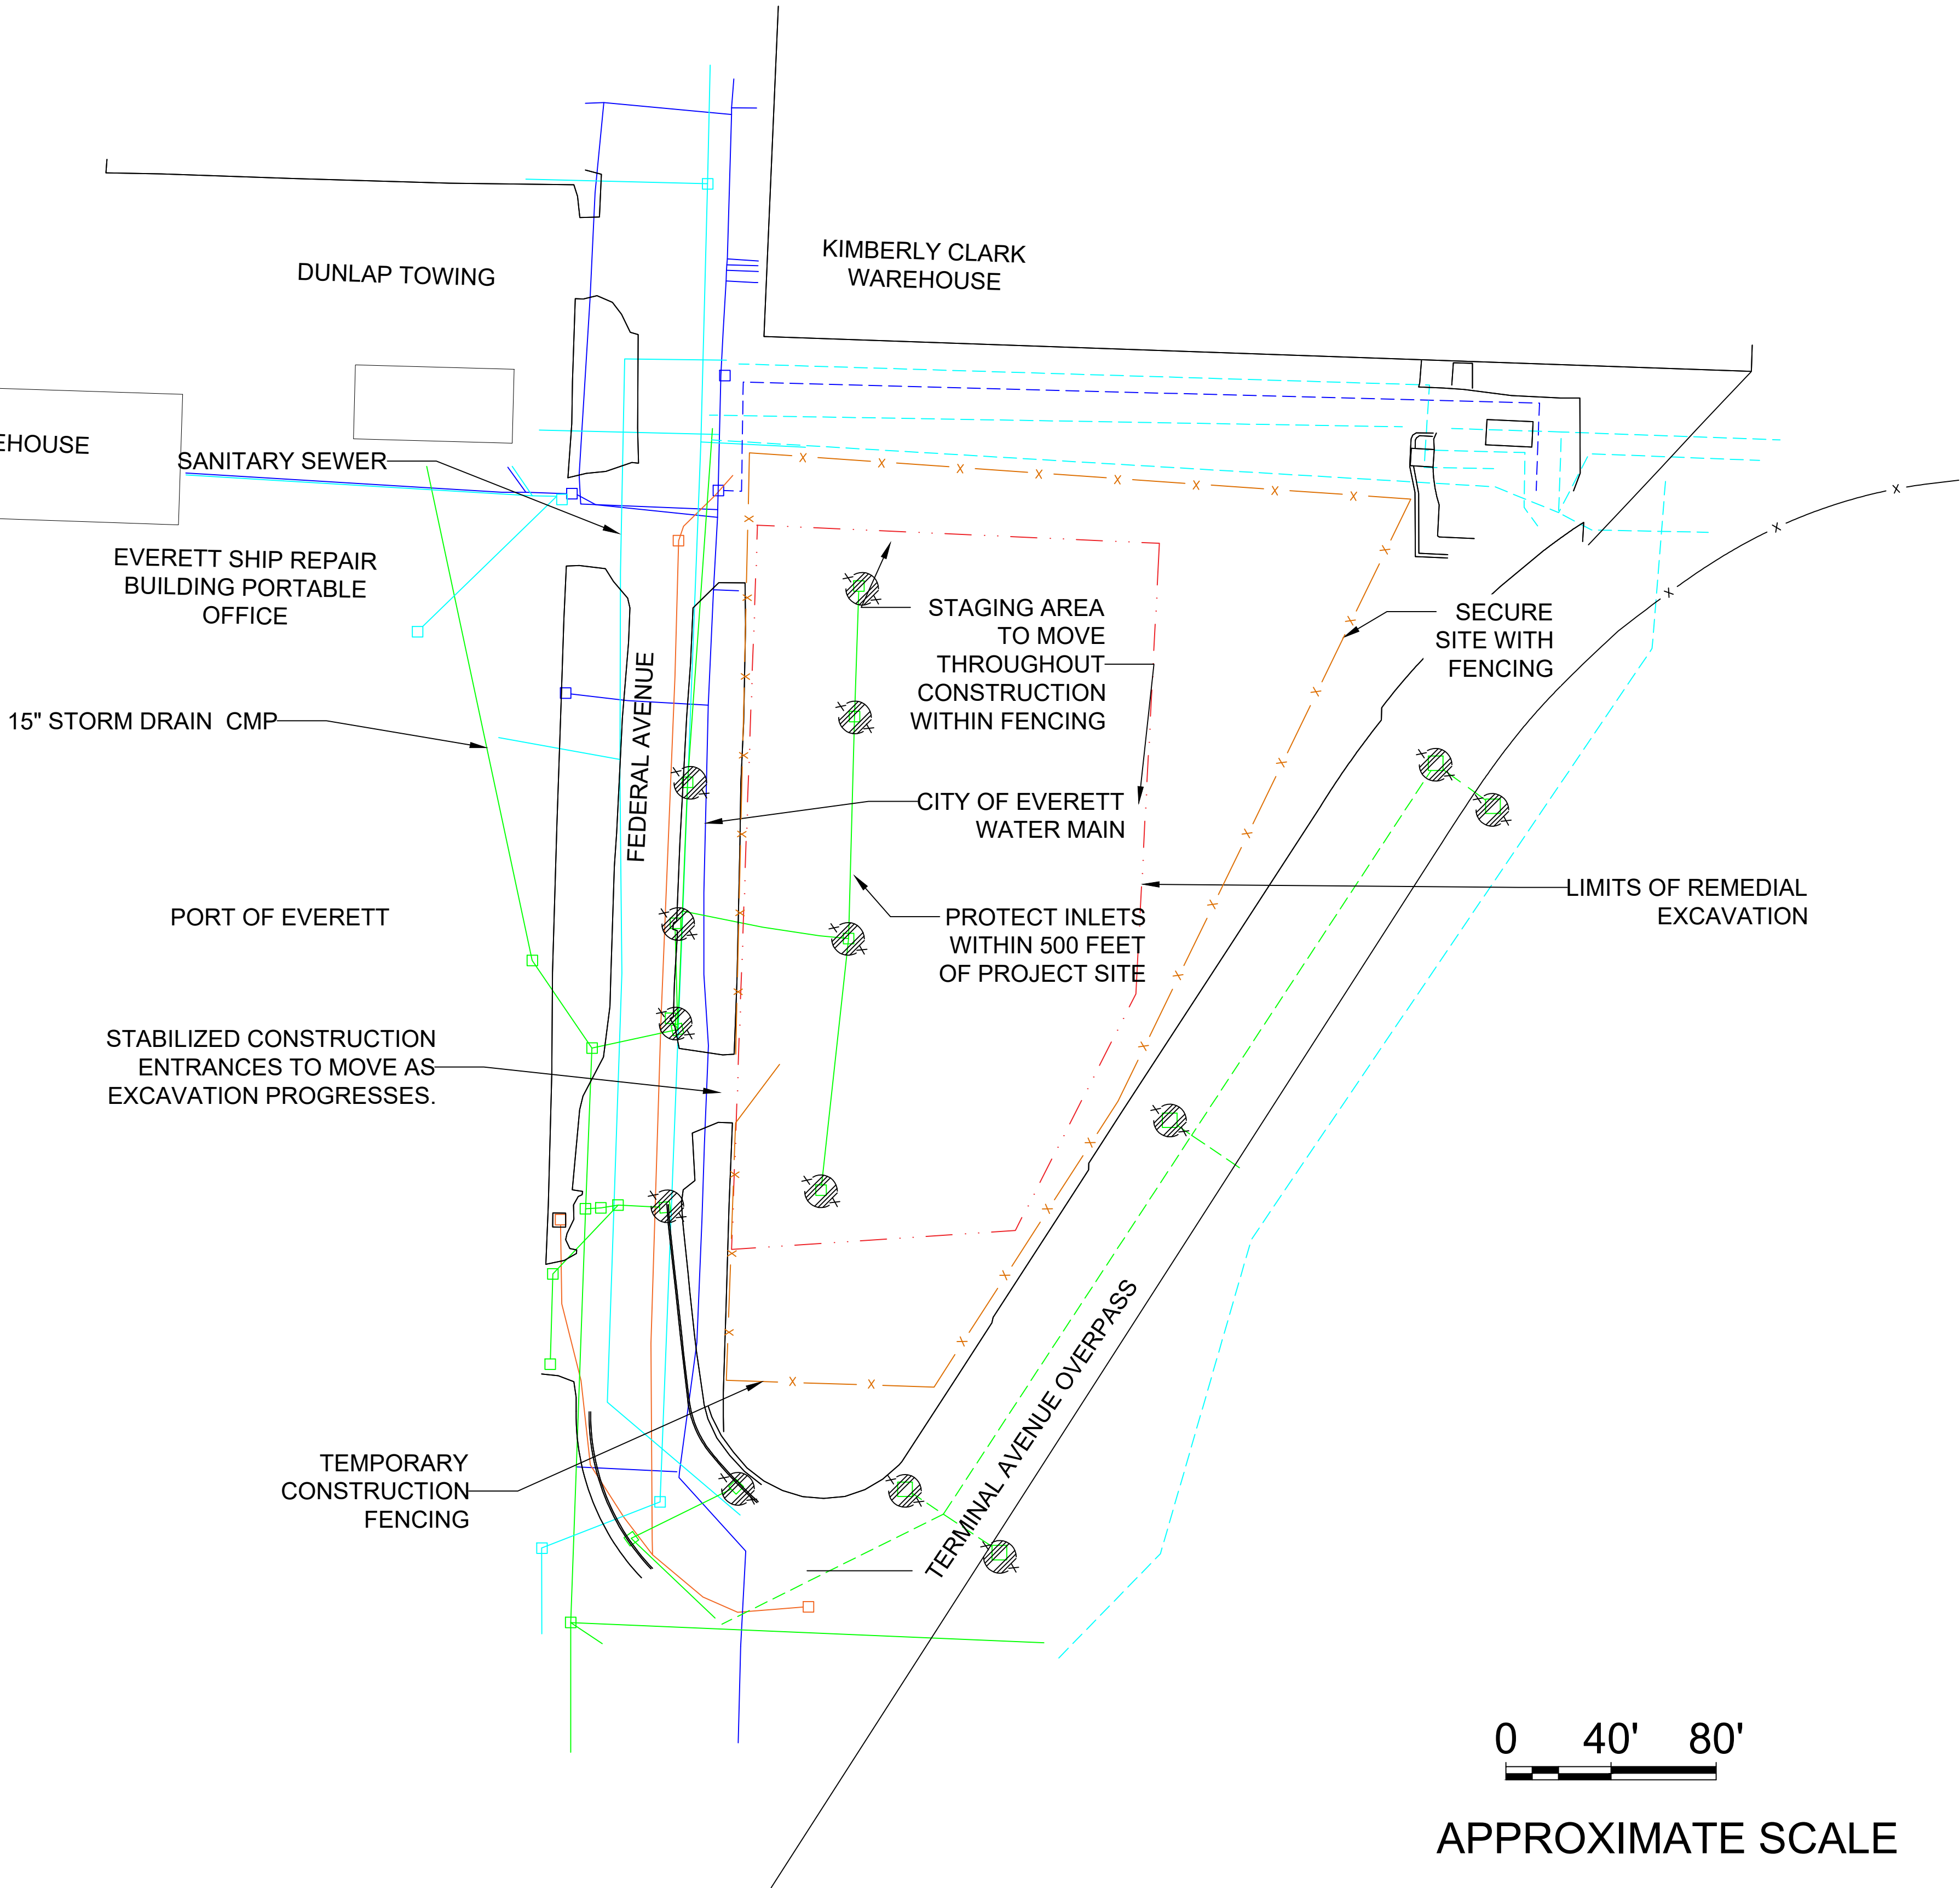 KIMBERLY CLARK
WAREHOUSE
DUNLAP TOWING
EHOUSE
SANITARY SEWER
EVERETT SHIP REPAIR
BUILDING PORTABLE
OFFICE
STAGING AREA
TO MOVE
THROUGHOUT
CONSTRUCTION
WITHIN FENCING
SECURE
SITE WITH
FENCING
15" STORM DRAIN CMP
FEDERAL AVENUE
CITY OF EVERETT
WATER MAIN
LIMITS OF REMEDIAL
EXCAVATION
PORT OF EVERETT
PROTECT INLETS
WITHIN 500 FEET
OF PROJECT SITE
STABILIZED CONSTRUCTION
ENTRANCES TO MOVE AS
EXCAVATION PROGRESSES.
TERMINAL AVENUE OVERPASS
TEMPORARY
CONSTRUCTION
FENCING
0 40' 80'
APPROXIMATE SCALE